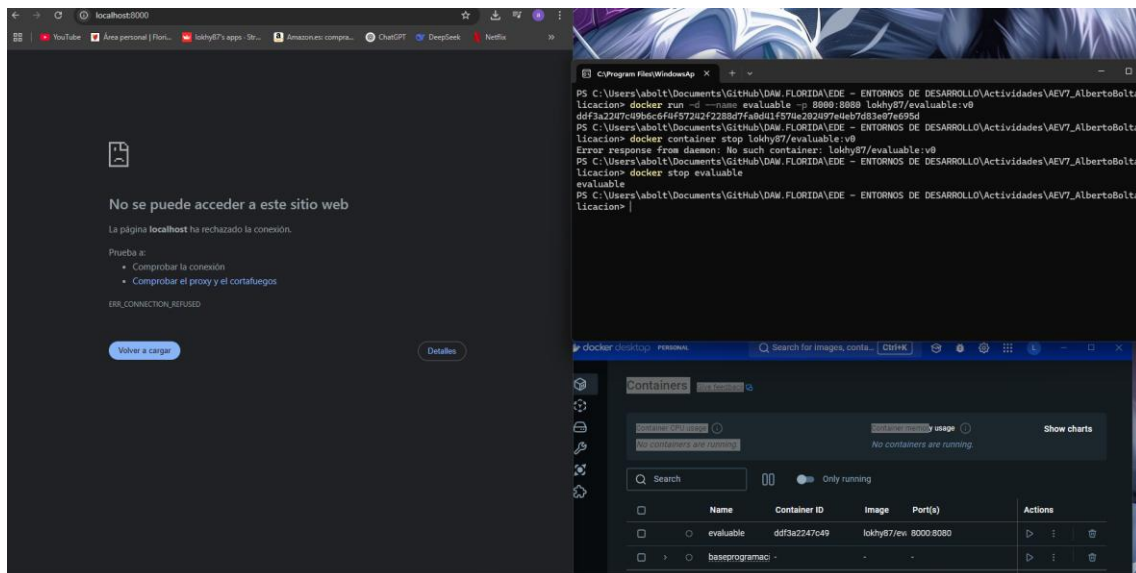 localhost:8000
YouTube Área personal | Flori... lokhy87's apps · Str... Amazon.es: compra... ChatGPT DeepSeek Netflix »
No se puede acceder a este sitio web
La página localhost ha rechazado la conexión.
Prueba a:
• Comprobar la conexión
• Comprobar el proxy y el cortafuegos
ERR_CONNECTION_REFUSED
Volver a cargar
Detalles
C:\Program Files\WindowsAp × +
PS C:\Users\abolt\Documents\GitHub\DAW.FLORIDA\EDE - ENTORNOS DE DESARROLLO\Actividades\AEV7_AlbertoBolta
licacion> docker run -d --name evaluable -p 8000:8080 lokhy87/evaluable:v0
ddf3a2247c49b6c6f4f57242f2288d7fa0d41f574e202497e4eb7d83e07e695d
PS C:\Users\abolt\Documents\GitHub\DAW.FLORIDA\EDE - ENTORNOS DE DESARROLLO\Actividades\AEV7_AlbertoBolta
licacion> docker container stop lokhy87/evaluable:v0
Error response from daemon: No such container: lokhy87/evaluable:v0
PS C:\Users\abolt\Documents\GitHub\DAW.FLORIDA\EDE - ENTORNOS DE DESARROLLO\Actividades\AEV7_AlbertoBolta
licacion> docker stop evaluable
evaluable
PS C:\Users\abolt\Documents\GitHub\DAW.FLORIDA\EDE - ENTORNOS DE DESARROLLO\Actividades\AEV7_AlbertoBolta
licacion>
docker desktop PERSONAL Search for images, conta... Ctrl+K L
Containers Give feedback
Container CPU usage Container memory usage Show charts
No containers are running. No containers are running.
Search Only running
Name Container ID Image Port(s) Actions
evaluable ddf3a2247c49 lokhy87/eva 8000:8080
baseprogramaci - - -